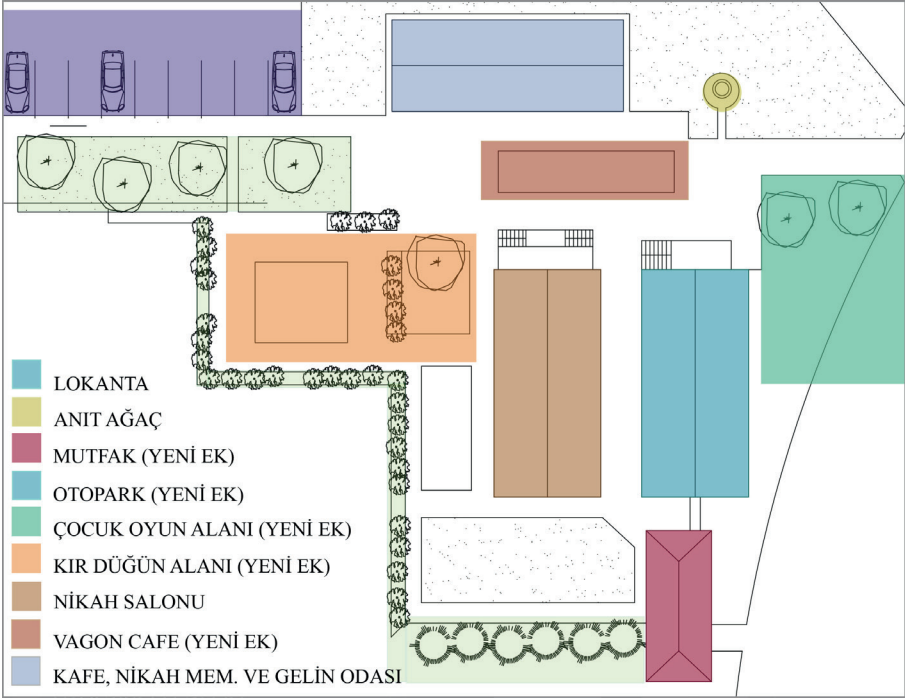 LOKANTA
ANIT AĞAÇ
MUTFAK (YENİ EK)
OTOPARK (YENİ EK)
ÇOCUK OYUN ALANI (YENİ EK)
KIR DÜĞÜN ALANI (YENİ EK)
NİKAH SALONU
VAGON CAFE (YENİ EK)
KAFE, NİKAH MEM. VE GELİN ODASI